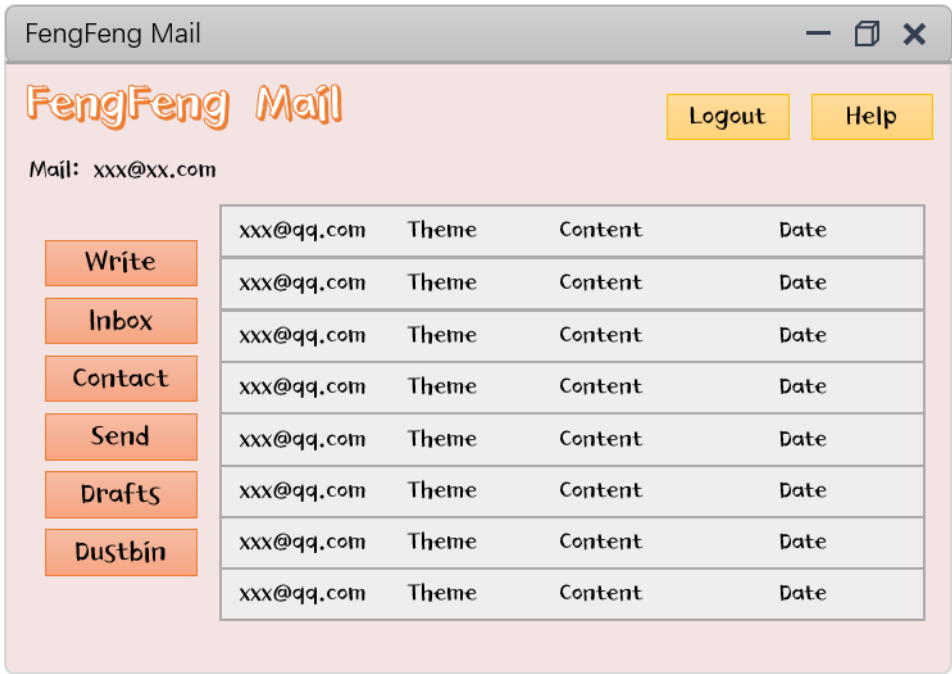 FengFeng Mail
FengFeng Mail
Logout Help
Mail: xxx@xx.com
Write
Inbox
Contact
Send
Drafts
Dustbin
xxx@qq.com Theme Content Date
xxx@qq.com Theme Content Date
xxx@qq.com Theme Content Date
xxx@qq.com Theme Content Date
xxx@qq.com Theme Content Date
xxx@qq.com Theme Content Date
xxx@qq.com Theme Content Date
xxx@qq.com Theme Content Date